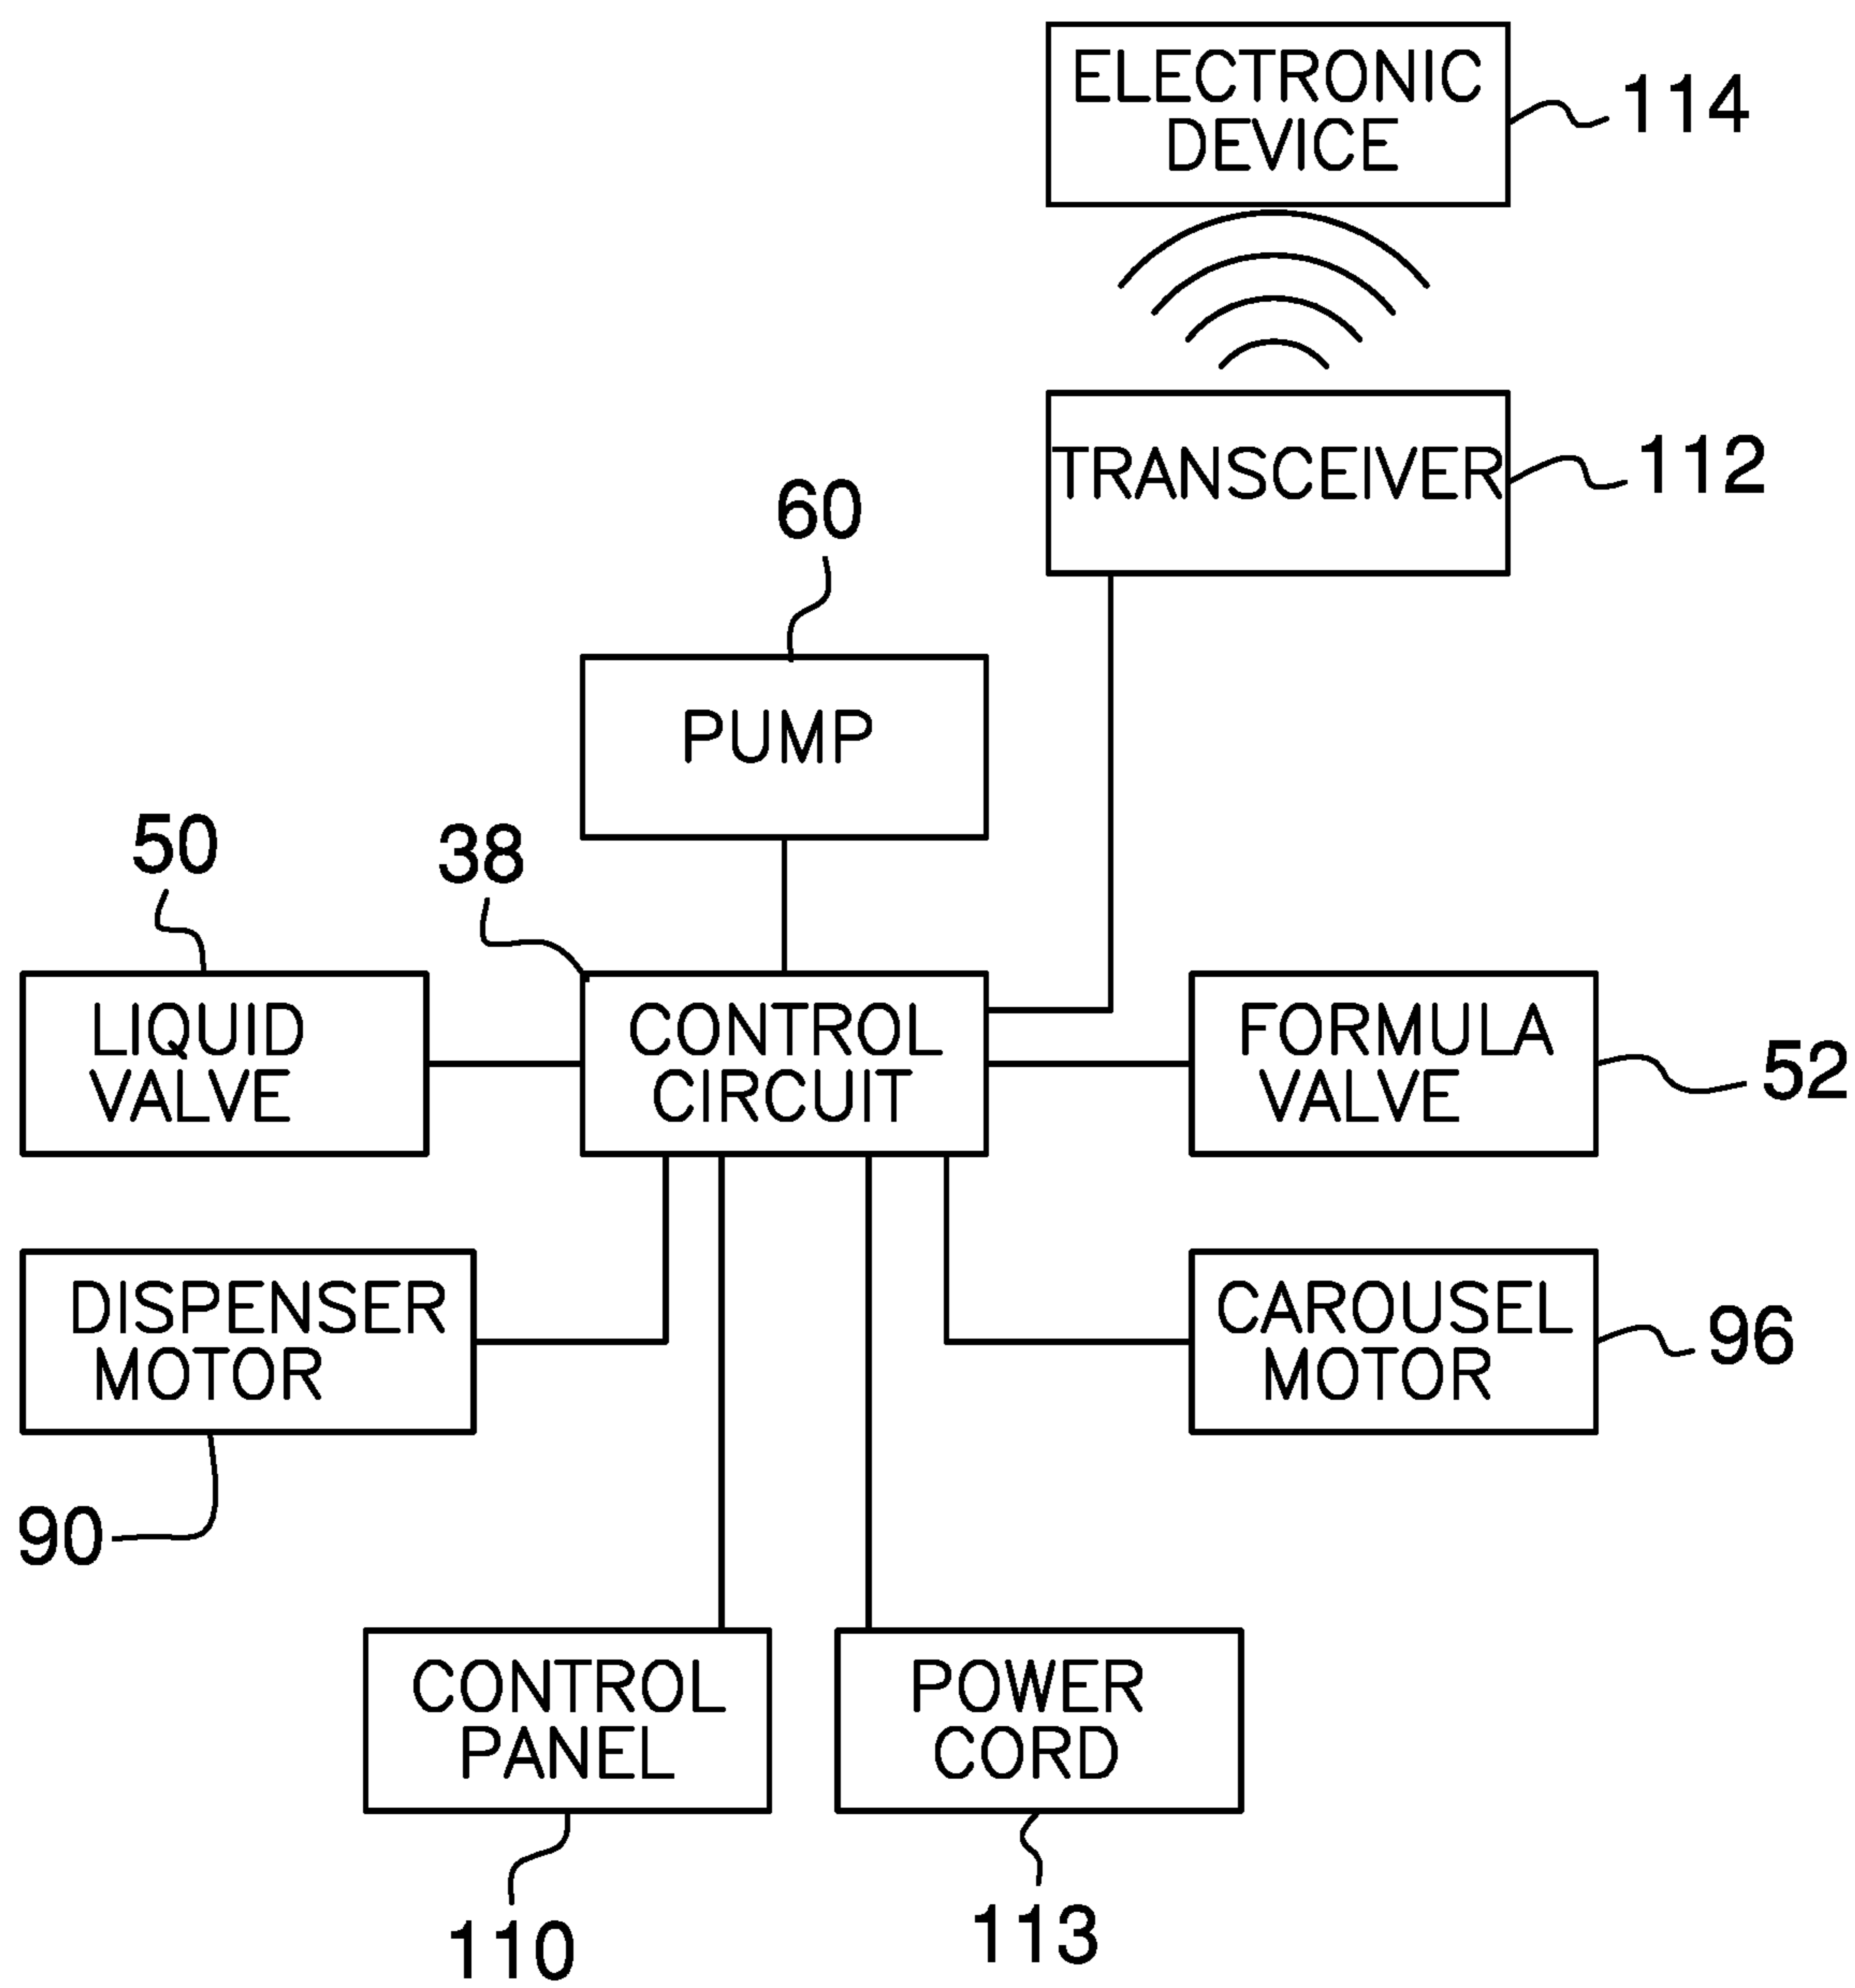 ELECTRONIC
DEVICE
114
TRANSCEIVER
112
60
PUMP
50
38
LIQUID
VALVE
CONTROL
CIRCUIT
FORMULA
VALVE
52
DISPENSER
MOTOR
CAROUSEL
MOTOR
96
90
CONTROL
PANEL
POWER
CORD
110
113